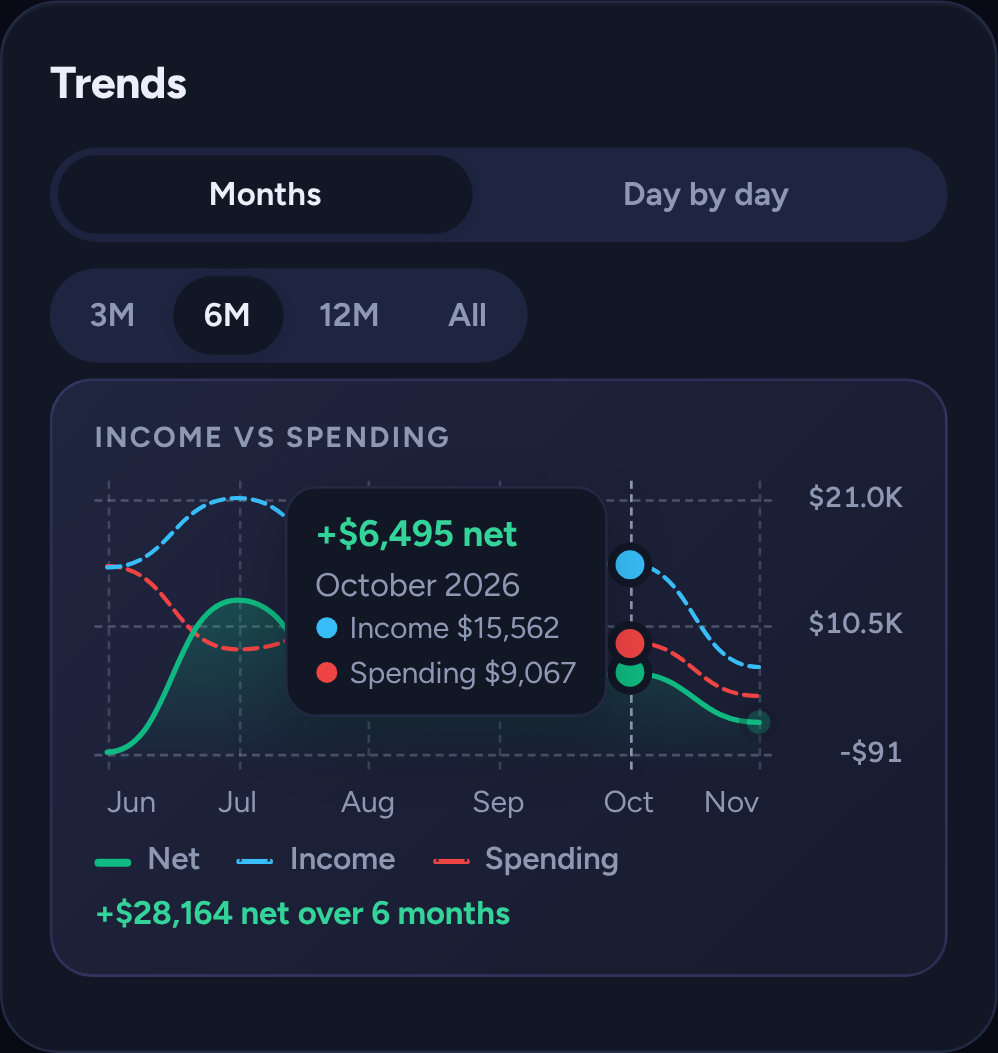 Trends
Months Day by day
3M 6M 12M All
INCOME VS SPENDING
$21.0K
+$6,495 net
October 2026
Income $15,562
Spending $9,067
$10.5K
-$91
Jun Jul Aug Sep Oct Nov
Net Income Spending
+$28,164 net over 6 months